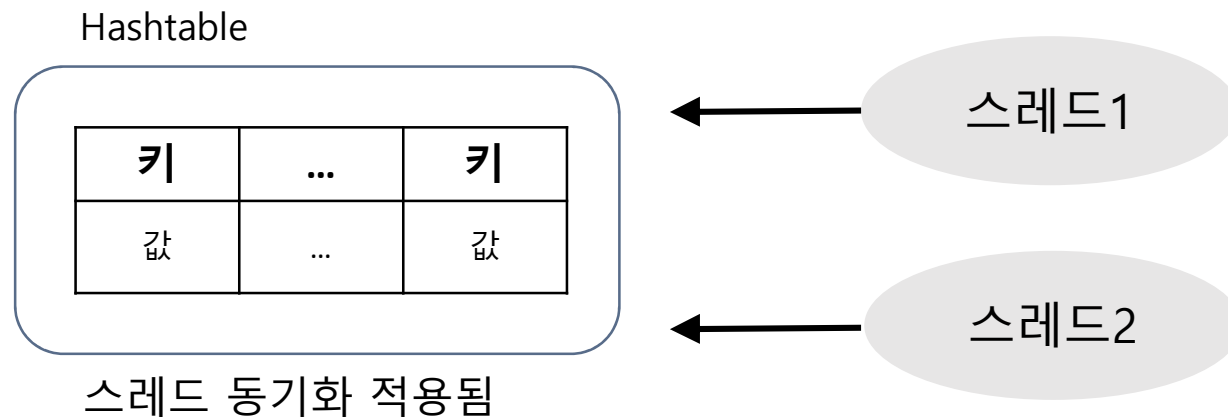 Hashtable
키 ... 키
값 ... 값
스레드 동기화 적용됨
스레드1
스레드2